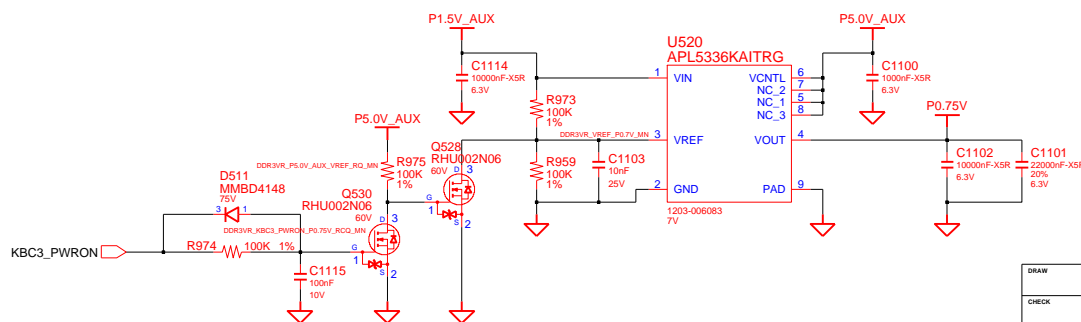 P1.5V_AUX
P5.0V_AUX
U520
APL5336KAITRG
C1114
10000nF-X5R
6.3V
1
VIN
VCNTL
6
NC_2
7
NC_1
5
NC_3
8
C1100
1000nF-X5R
6.3V
P5.0V_AUX
R973
100K
1%
P0.75V
DDR3VR_VREF_P0.7V_MN
3
VREF
VOUT
4
Q528
RHU002N06
60V
DDR3VR_P5.0V_AUX_VREF_RQ_MN
R975
100K
1%
D
3
G
1
S
2
R959
100K
1%
C1103
10nF
25V
C1102
10000nF-X5R
6.3V
C1101
22000nF-X5R
20%
6.3V
2
GND
PAD
9
1203-006083
7V
D511
MMBD4148
75V
3
1
Q530
RHU002N06
60V
DDR3VR_KBC3_PWRON_P0.75V_RCQ_MN
D
3
G
1
S
2
KBC3_PWRON
R974
100K
1%
C1115
100nF
10V
DRAW
CHECK